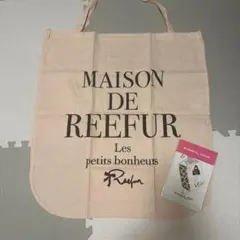 MAISON
DE
REEFUR
Les
petits bonheurs
Reefur